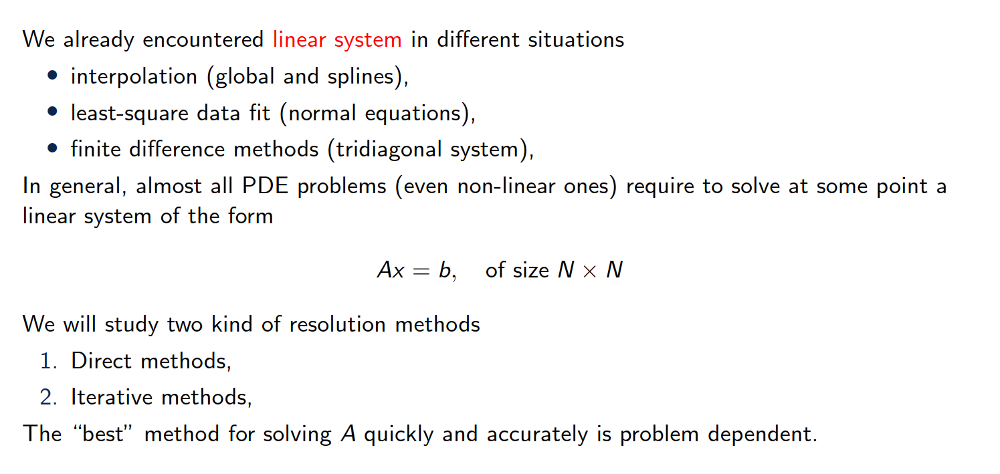 We already encountered linear system in different situations
• interpolation (global and splines),
• least-square data fit (normal equations),
• finite difference methods (tridiagonal system),
In general, almost all PDE problems (even non-linear ones) require to solve at some point a
linear system of the form
Ax = b, of size N × N
We will study two kind of resolution methods
1. Direct methods,
2. Iterative methods,
The “best” method for solving A quickly and accurately is problem dependent.